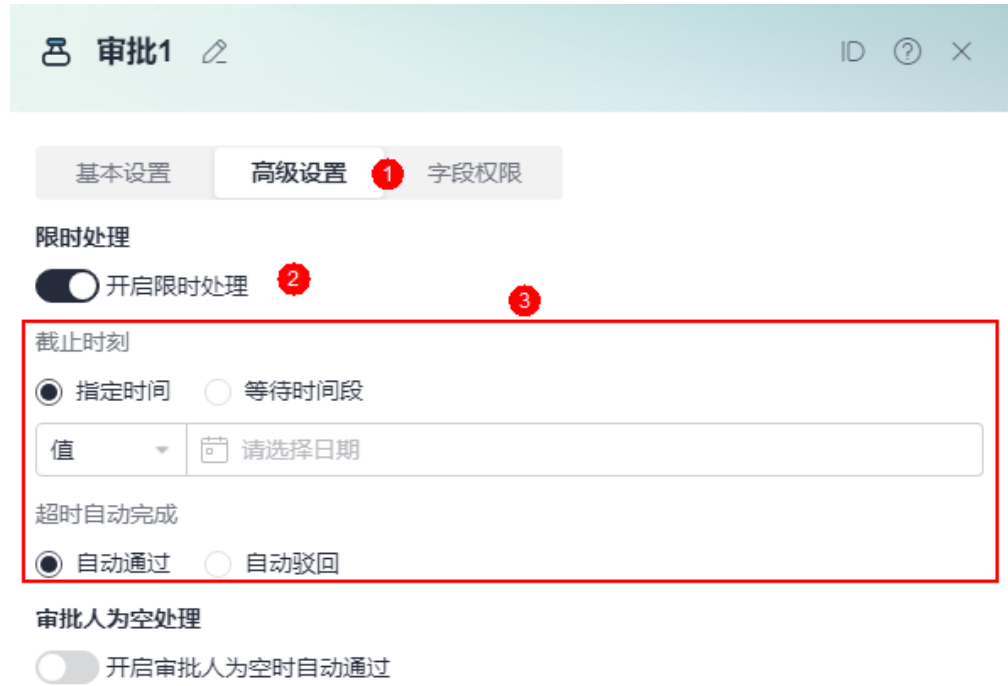 审批1 ID
基本设置 高级设置 1 字段权限
限时处理
开启限时处理 2
3
截止时刻
指定时间 等待时间段
值 请选择日期
超时自动完成
自动通过 自动驳回
审批人为空处理
开启审批人为空时自动通过